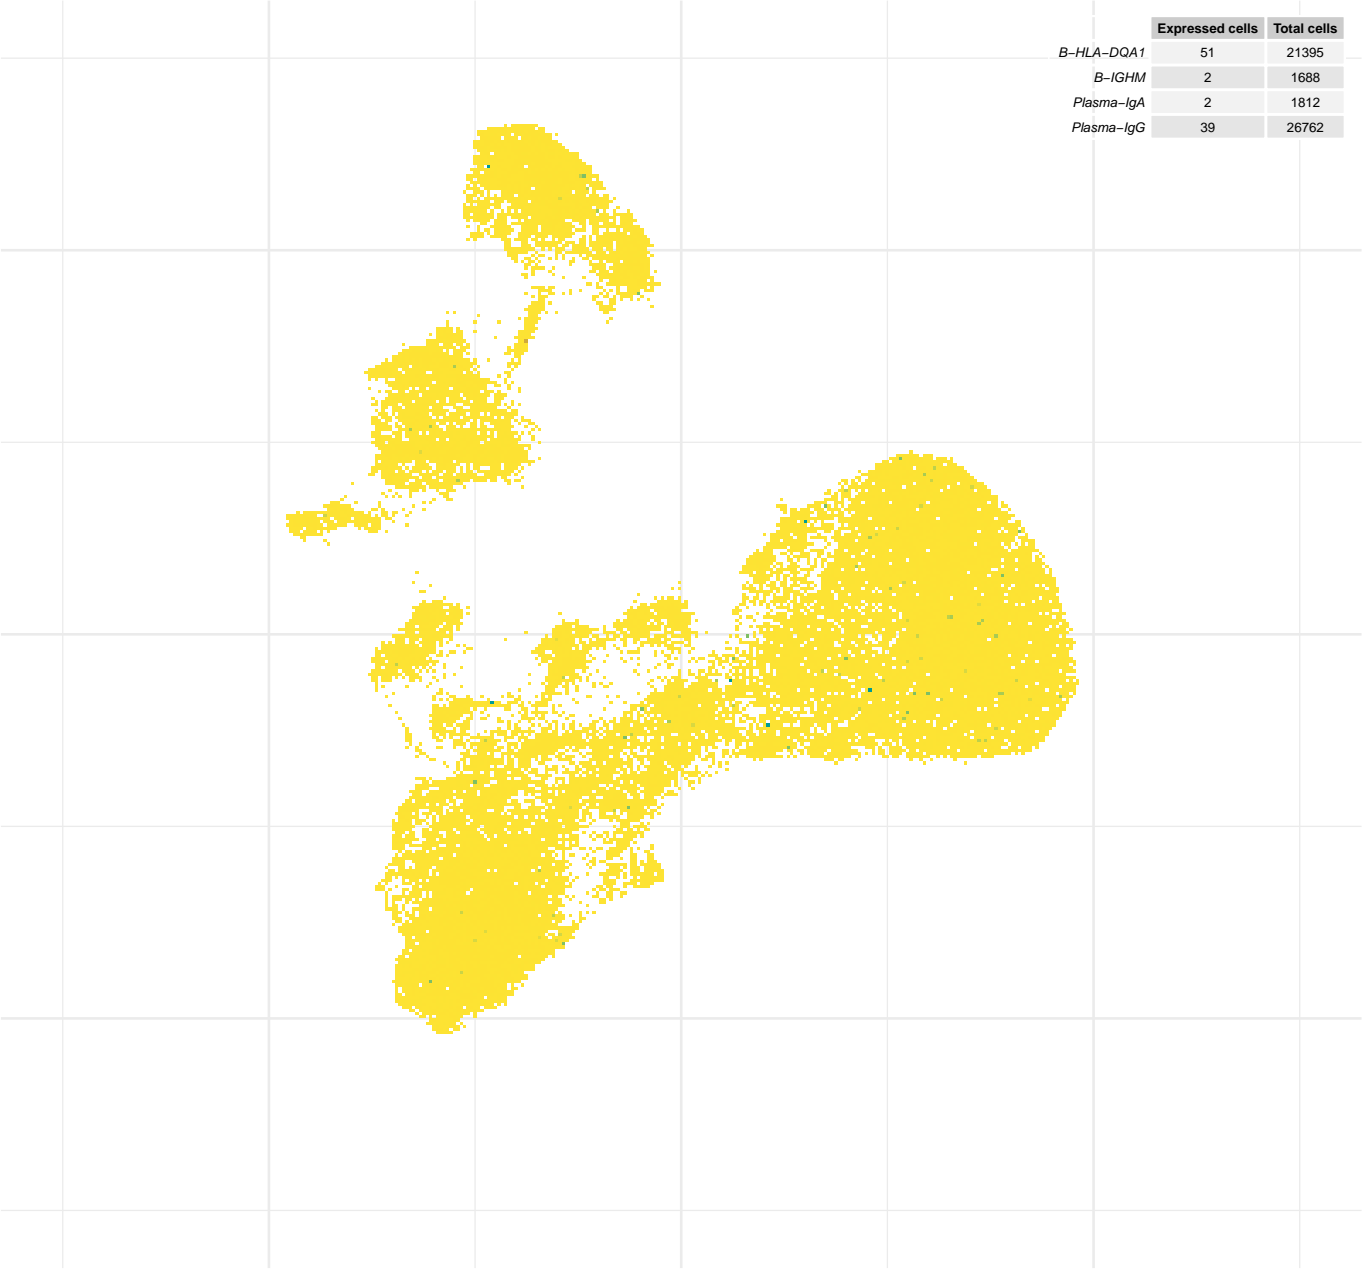 Expressed cells Total cells
B−HLA−DQA1 51 21395
B−IGHM 2 1688
Plasma−IgA 2 1812
Plasma−IgG 39 26762